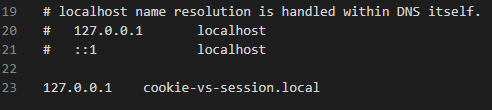 19 # localhost name resolution is handled within DNS itself.
20 #   127.0.0.1       localhost
21 #   ::1             localhost
22
23 127.0.0.1    cookie-vs-session.local